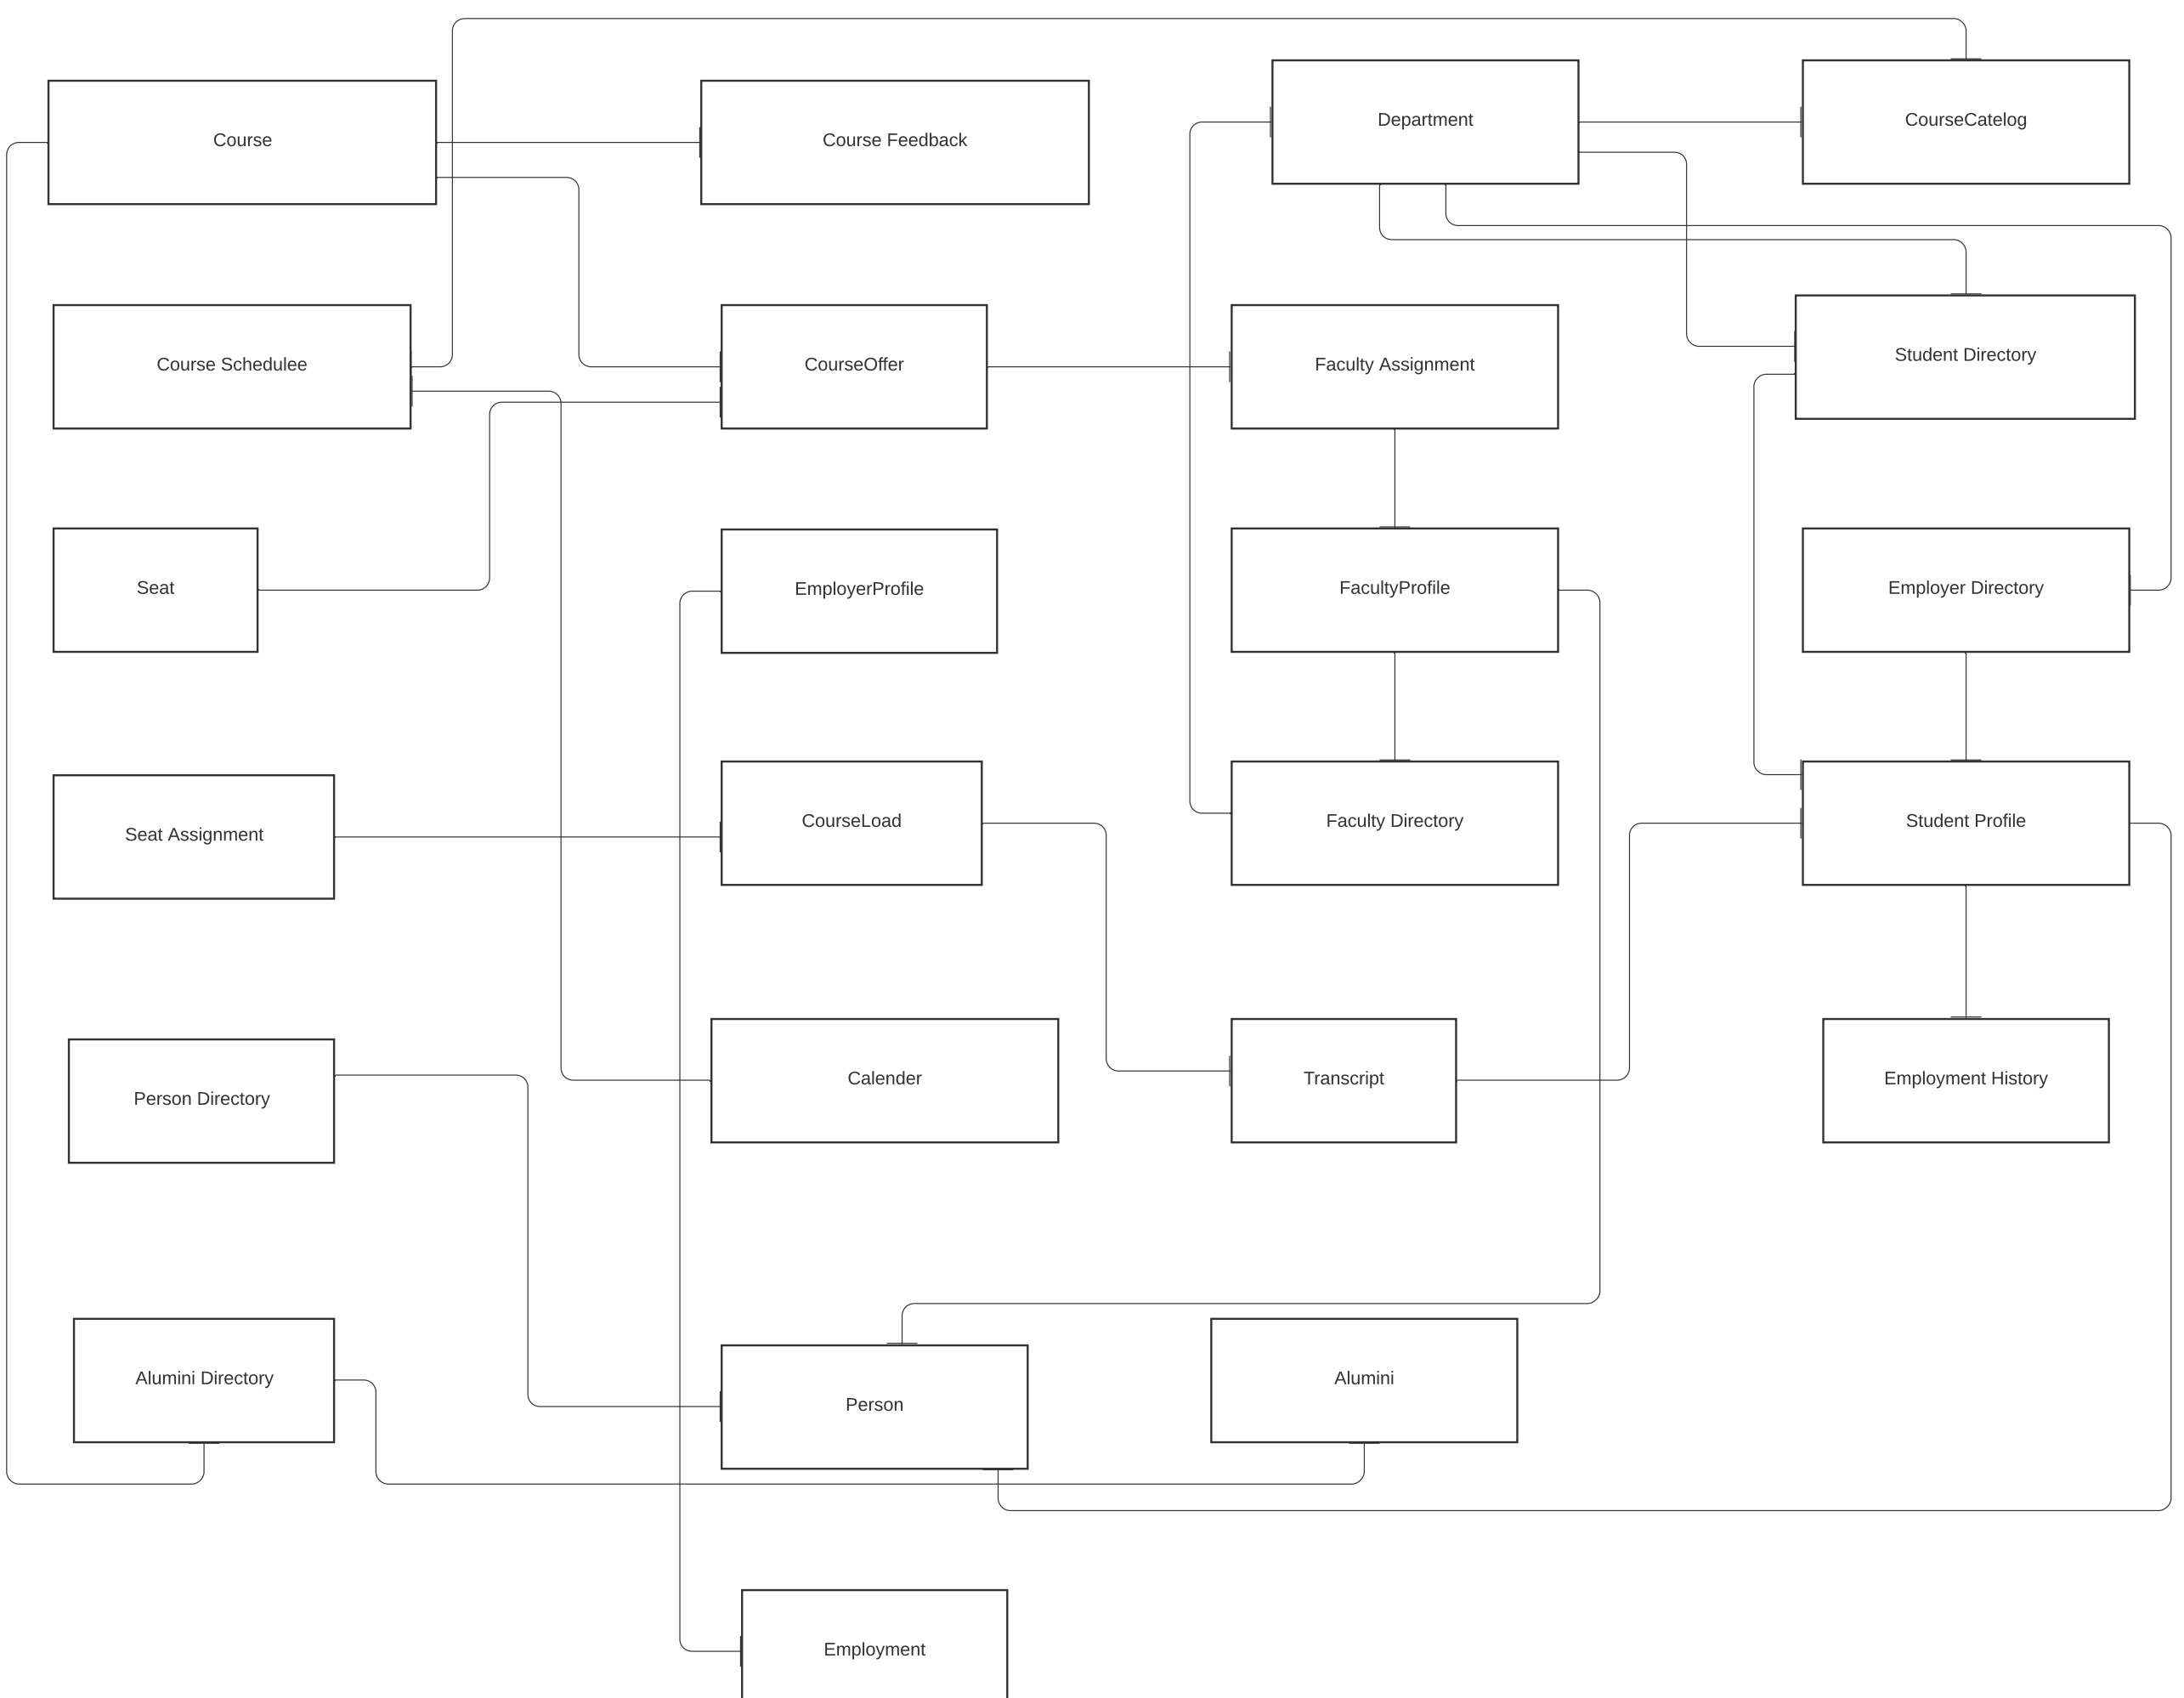 Course
Course Feedback
Department
CourseCatelog
Course Schedulee
CourseOffer
Faculty Assignment
Student Directory
Seat
EmployerProfile
FacultyProfile
Employer Directory
Seat Assignment
CourseLoad
Faculty Directory
Student Profile
Person Directory
Calender
Transcript
Employment History
Alumini Directory
Person
Alumini
Employment